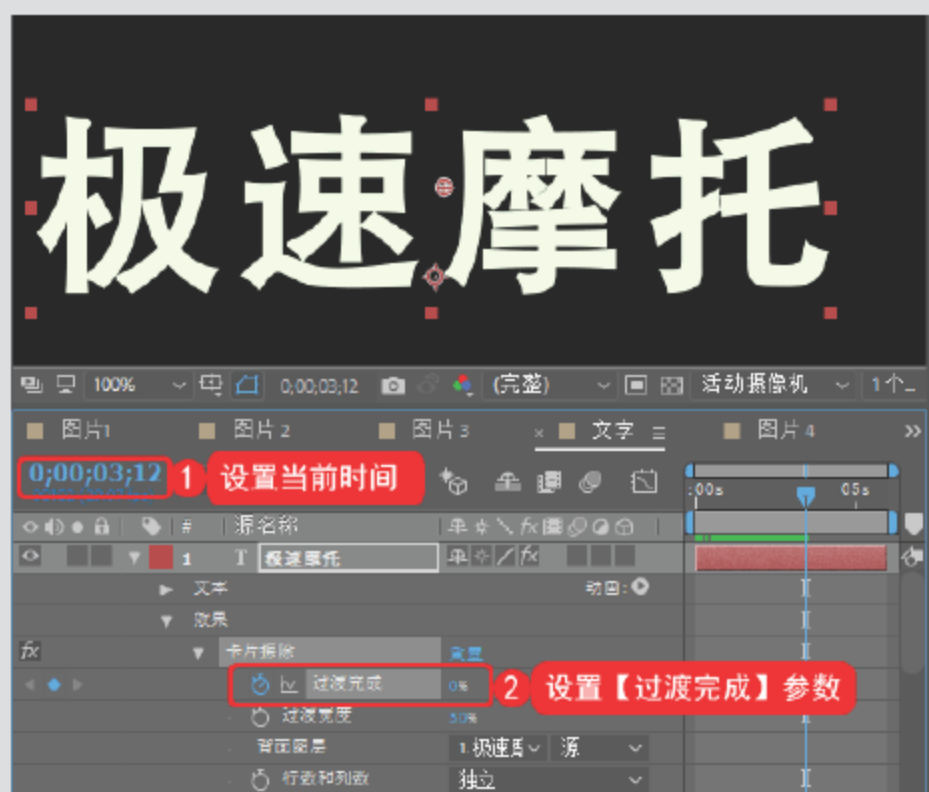 极速摩托
100% 0;00;03;12 (完整) 活动摄像机 1个_
图片1 图片 2 图片 3 × 文字 图片 4
0;00;03;12 1 设置当前时间
:00s 05s
# 源名称 fx
1 T 极速摩托 fx
文本 动画:
效果
fx 卡片擦除 重置
过渡完成 0% 2 设置【过渡完成】参数
过渡宽度 50%
背面图层 1.极速 源
行数和列数 独立